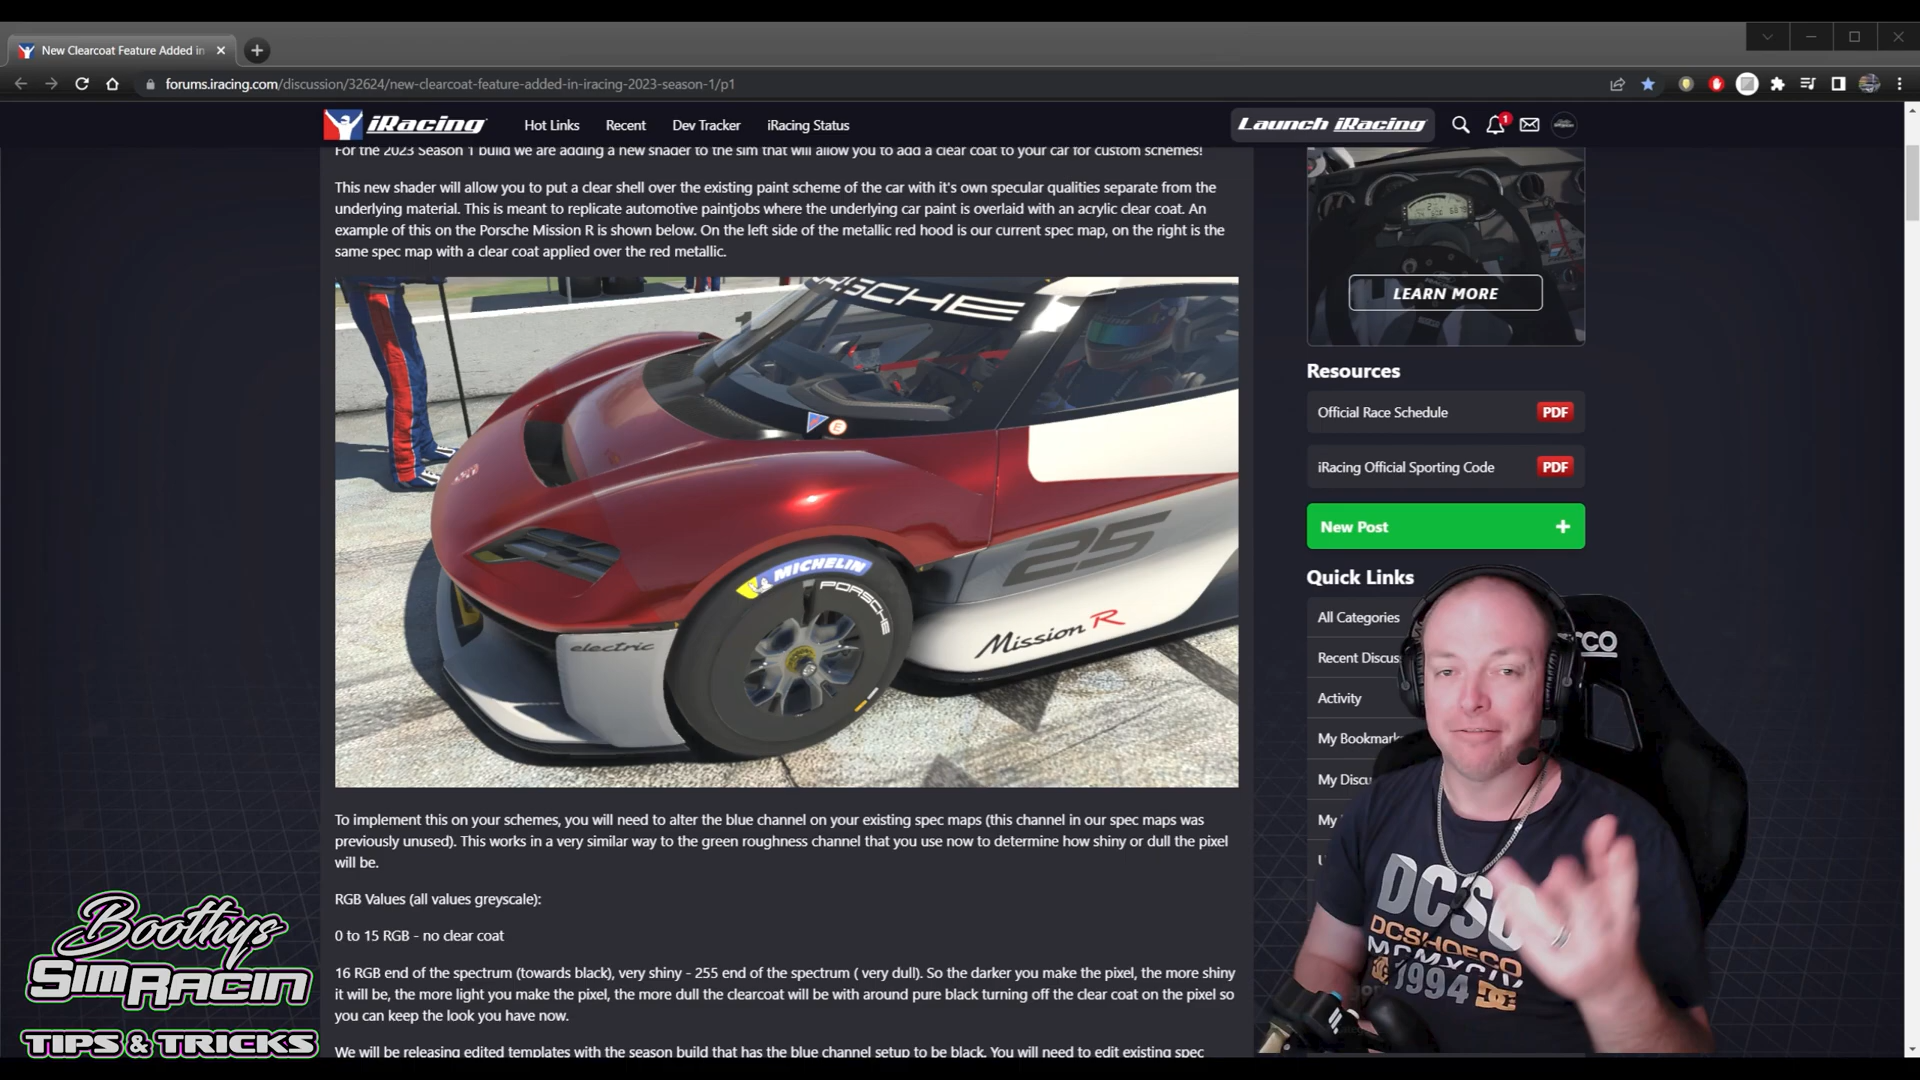 New Clearcoat Feature Added in
forums.iracing.com/discussion/32624/new-clearcoat-feature-added-in-iracing-2023-season-1/p1
iRacing
Hot Links
Recent
Dev Tracker
iRacing Status
Launch iRacing
1
For the 2023 Season 1 build we are adding a new shader to the sim that will allow you to add a clear coat to your car for custom schemes!
This new shader will allow you to put a clear shell over the existing paint scheme of the car with it's own specular qualities separate from the
underlying material. This is meant to replicate automotive paintjobs where the underlying car paint is overlaid with an acrylic clear coat. An
example of this on the Porsche Mission R is shown below. On the left side of the metallic red hood is our current spec map, on the right is the
same spec map with a clear coat applied over the red metallic.
PORSCHE
1
E
25
MICHELIN
PORSCHE
Mission R
electric
To implement this on your schemes, you will need to alter the blue channel on your existing spec maps (this channel in our spec maps was
previously unused). This works in a very similar way to the green roughness channel that you use now to determine how shiny or dull the pixel
will be.
RGB Values (all values greyscale):
0 to 15 RGB - no clear coat
16 RGB end of the spectrum (towards black), very shiny - 255 end of the spectrum ( very dull). So the darker you make the pixel, the more shiny
it will be, the more light you make the pixel, the more dull the clearcoat will be with around pure black turning off the clear coat on the pixel so
you can keep the look you have now.
We will be releasing edited templates with the season build that has the blue channel setup to be black. You will need to edit existing spec
LEARN MORE
Resources
Official Race Schedule
PDF
iRacing Official Sporting Code
PDF
New Post +
Quick Links
All Categories
Recent Discus
Activity
My Bookmark
My Discu
My
RCO
DCSHOECO
1994
Boothys
SimRacin
TIPS & TRICKS